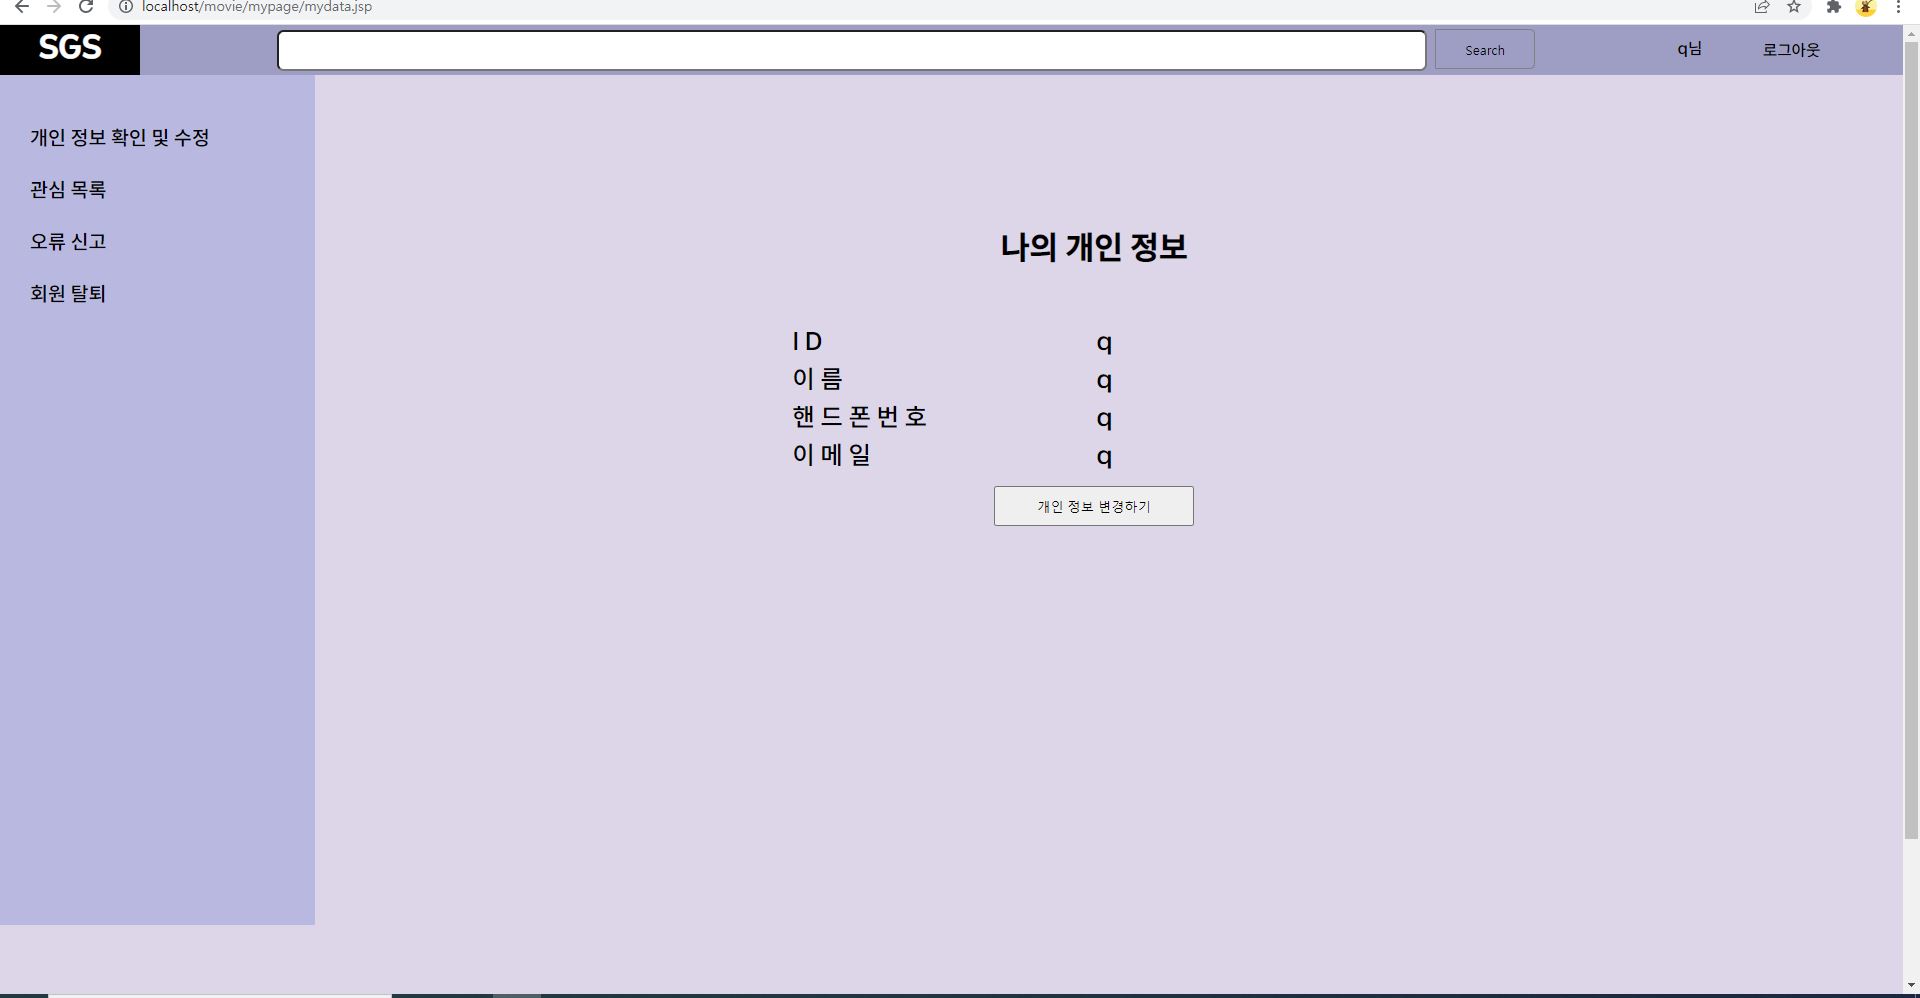 localhost/movie/mypage/mydata.jsp
SGS Search q님 로그아웃
개인 정보 확인 및 수정
관심 목록
오류 신고
회원 탈퇴
나의 개인 정보
I D q
이 름 q
핸 드 폰 번 호 q
이 메 일 q
개인 정보 변경하기